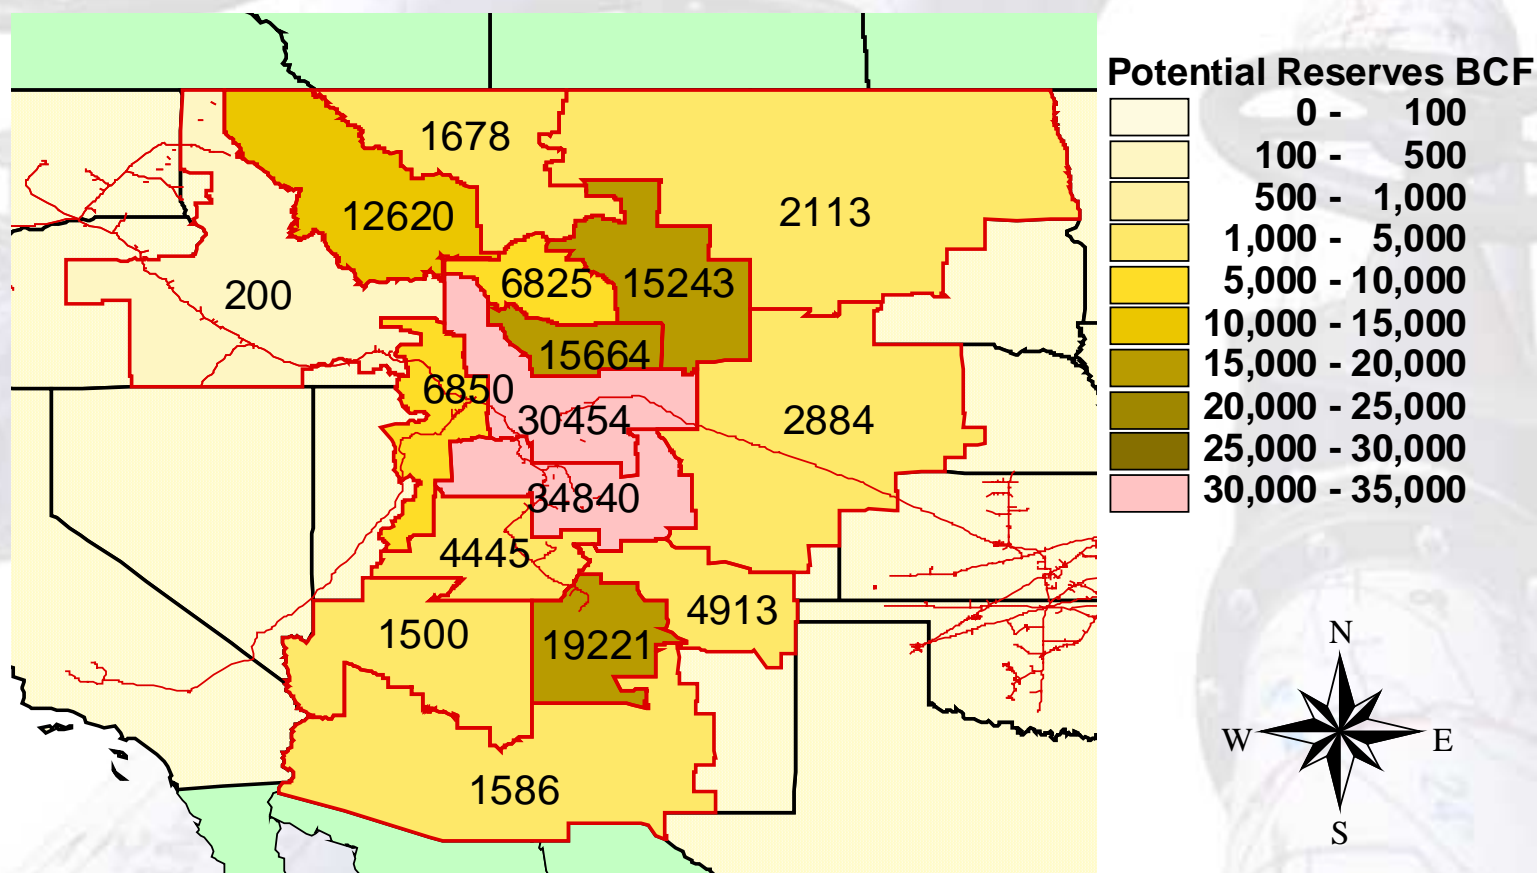 Potential Reserves BCF
0 - 100
100 - 500
500 - 1,000
1,000 - 5,000
5,000 - 10,000
10,000 - 15,000
15,000 - 20,000
20,000 - 25,000
25,000 - 30,000
30,000 - 35,000
1678
12620
2113
200
6825
15243
15664
6850
30454
2884
34840
4445
4913
1500
19221
1586
N
W
E
S